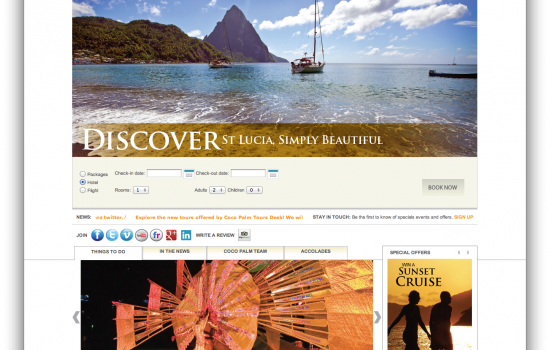 DISCOVER ST LUCIA, SIMPLY BEAUTIFUL
Packages Check-in date: Check-out date:
Hotel
Flight Rooms: 1 Adults 2 Children 0
BOOK NOW
NEWS: nd twitter. / Explore the new tours offered by Coco Palm Tours Desk! We wil STAY IN TOUCH: Be the first to know of specials events and offers. SIGN UP
JOIN WRITE A REVIEW
THINGS TO DO IN THE NEWS COCO PALM TEAM ACCOLADES
SPECIAL OFFERS
WIN A
SUNSET
CRUISE